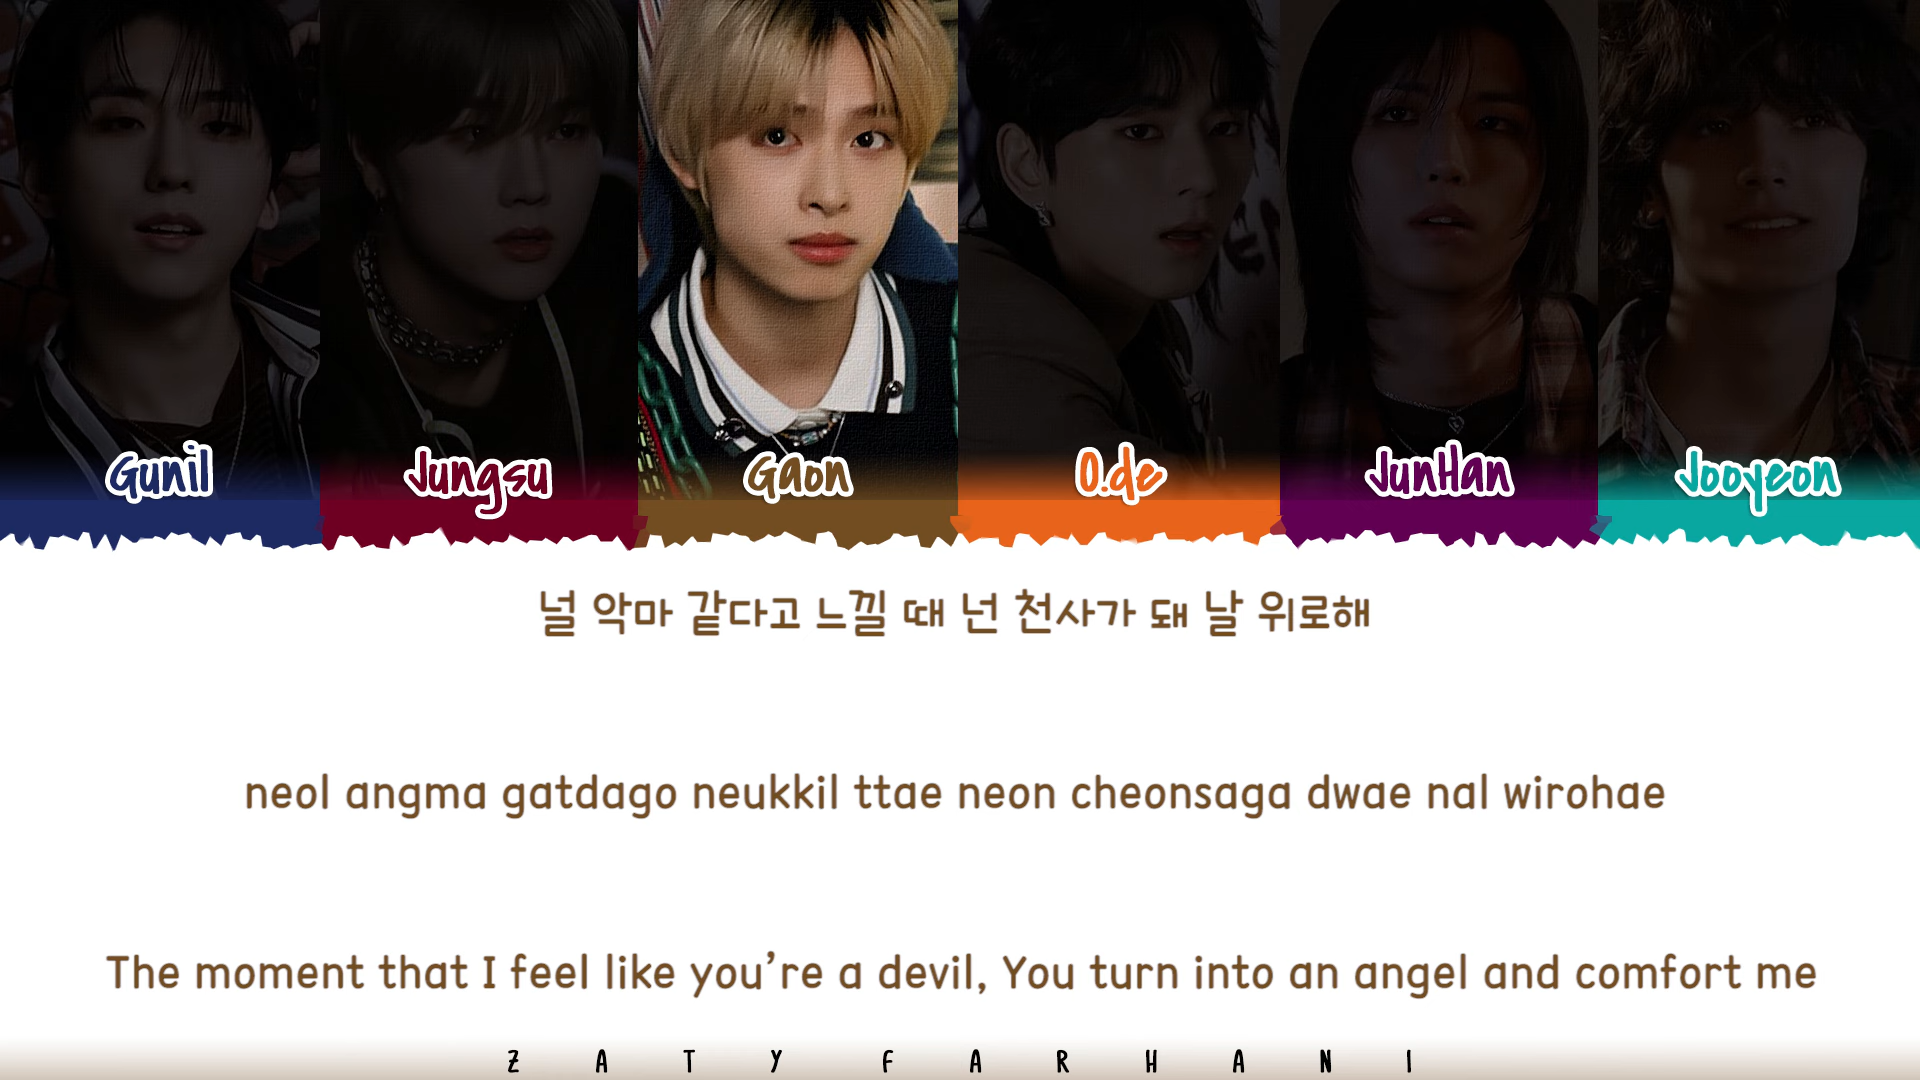 Gunil Jungsu Gaon O.de JunHan Jooyeon
널 악마 같다고 느낄 때 넌 천사가 돼 날 위로해
neol angma gatdago neukkil ttae neon cheonsaga dwae nal wirohae
The moment that I feel like you’re a devil, You turn into an angel and comfort me
ZATY FARHANI